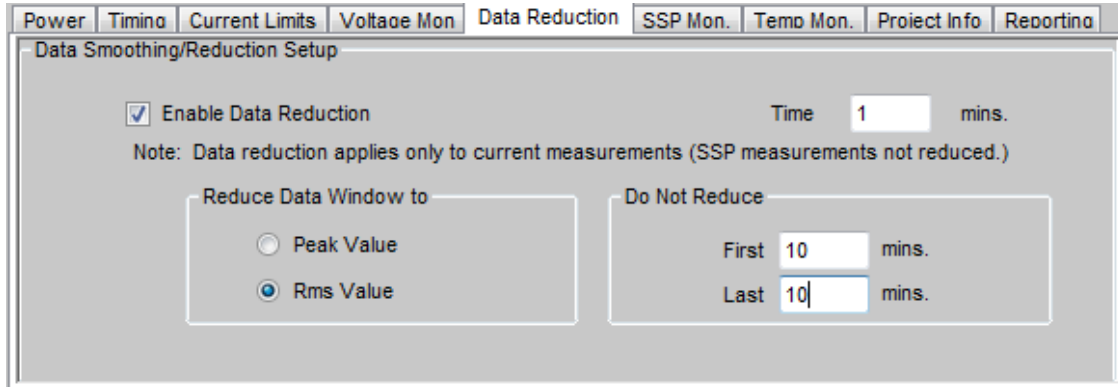 Power Timing Current Limits Voltage Mon Data Reduction SSP Mon. Temp Mon. Project Info Reporting
Data Smoothing/Reduction Setup
Enable Data Reduction Time 1 mins.
Note: Data reduction applies only to current measurements (SSP measurements not reduced.)
Reduce Data Window to Do Not Reduce
Peak Value First 10 mins.
Rms Value Last 10 mins.